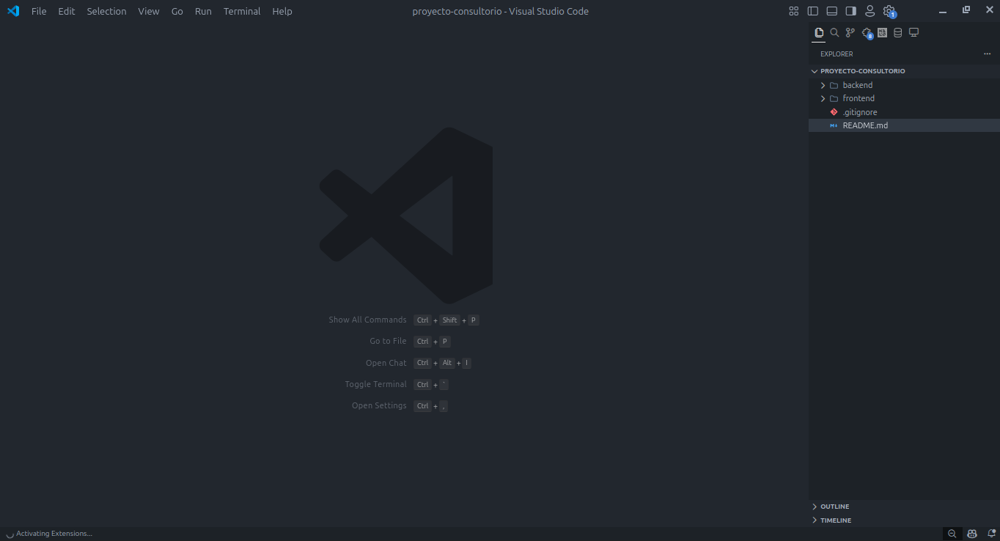 File Edit Selection View Go Run Terminal Help
proyecto-consultorio - Visual Studio Code
1
8
EXPLORER
PROYECTO-CONSULTORIO
backend
frontend
.gitignore
README.md
Show All Commands Ctrl + Shift + P
Go to File Ctrl + P
Open Chat Ctrl + Alt + I
Toggle Terminal Ctrl + `
Open Settings Ctrl + ,
OUTLINE
TIMELINE
Activating Extensions...